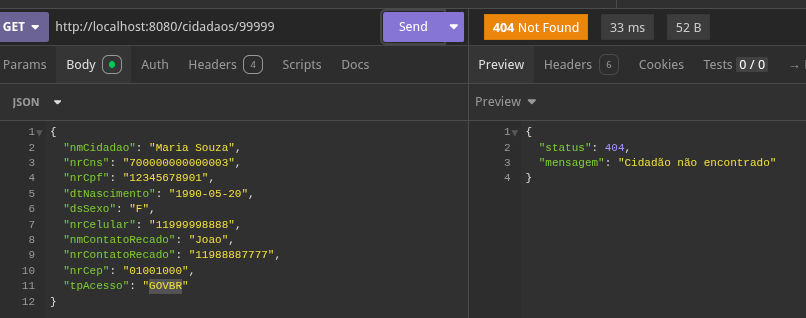 GET http://localhost:8080/cidadaos/99999 Send 404 Not Found 33 ms 52 B
Params Body Auth Headers 4 Scripts Docs Preview Headers 6 Cookies Tests 0 / 0 →
JSON Preview
1 {
2 "nmCidadao": "Maria Souza",
3 "nrCns": "700000000000003",
4 "nrCpf": "12345678901",
5 "dtNascimento": "1990-05-20",
6 "dsSexo": "F",
7 "nrCelular": "11999998888",
8 "nmContatoRecado": "Joao",
9 "nrContatoRecado": "11988887777",
10 "nrCep": "01001000",
11 "tpAcesso": "GOVBR"
12 }
1 {
2 "status": 404,
3 "mensagem": "Cidadão não encontrado"
4 }